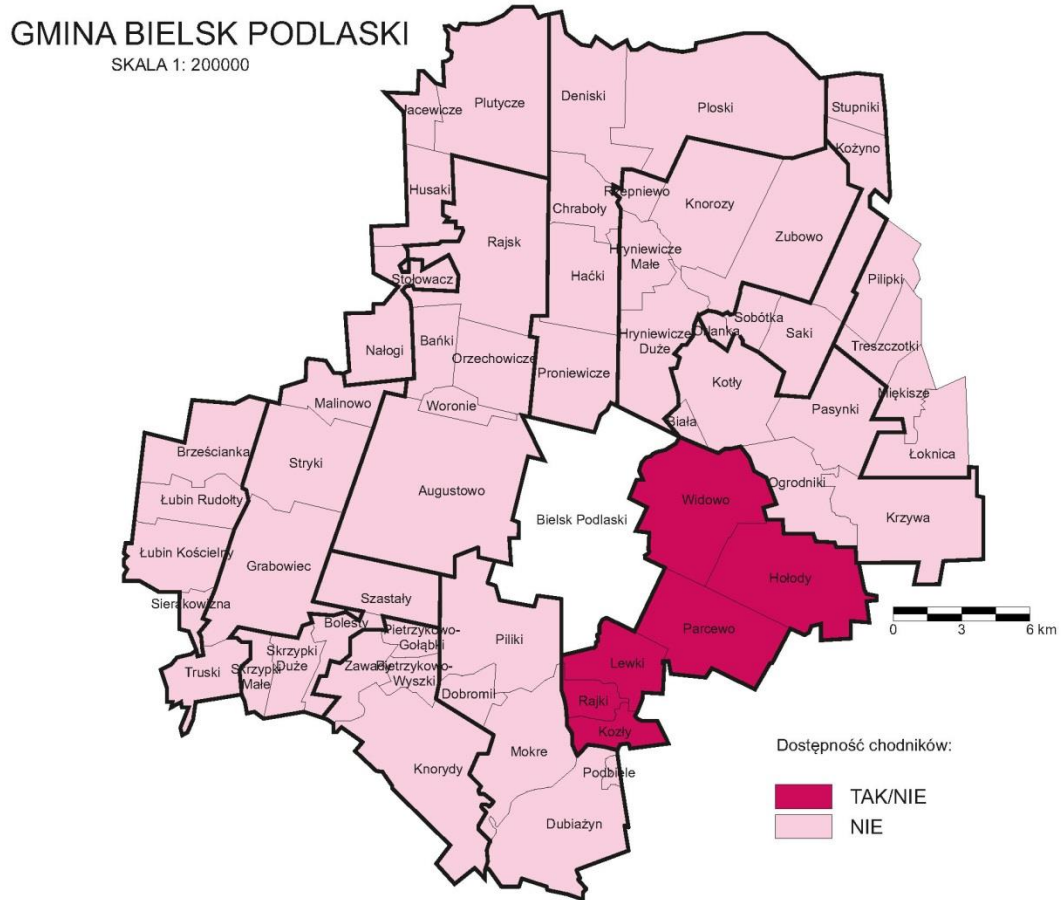 GMINA BIELSK PODLASKI
SKALA 1: 200000
Jacewicze
Plutycze
Deniski
Ploski
Stupniki
Kożyno
Husaki
Rzepniewo
Chraboły
Knorozy
Rajsk
Zubowo
Hryniewicze
Małe
Haćki
Pilipki
Stołowacz
Sobótka
Orlanka
Saki
Hryniewicze
Duże
Bańki
Nałogi
Orzechowicze
Treszczotki
Proniewicze
Kotły
Miękisze
Pasynki
Malinowo
Woronie
Biała
Brześcianka
Łoknica
Stryki
Ogrodniki
Augustowo
Łubin Rudołty
Widowo
Krzywa
Bielsk Podlaski
Łubin Kościelny
Grabowiec
Hołody
Szastały
Sierakowizna
Bolesty
Parcewo
Pietrzykowo-
Gołąbki
Piliki
Skrzypki
Duże
Lewki
Zawady
Pietrzykowo-
Wyszki
Truski
Skrzypki
Małe
Dobromil
Rajki
Kozły
Mokre
Knorydy
Podbiele
Dubiażyn
0 3 6 km
Dostępność chodników:
TAK/NIE
NIE